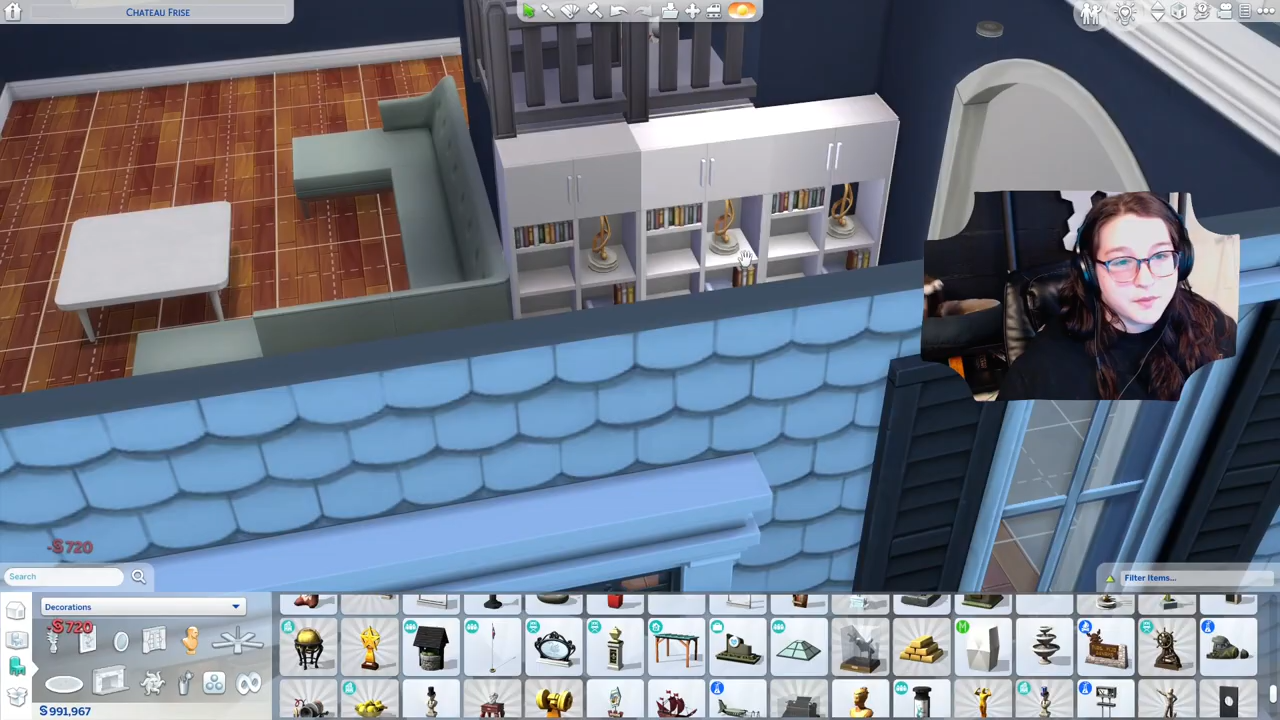 CHATEAU FRISE
-§720
Search
Filter Items...
Decorations
-§720
§991,967